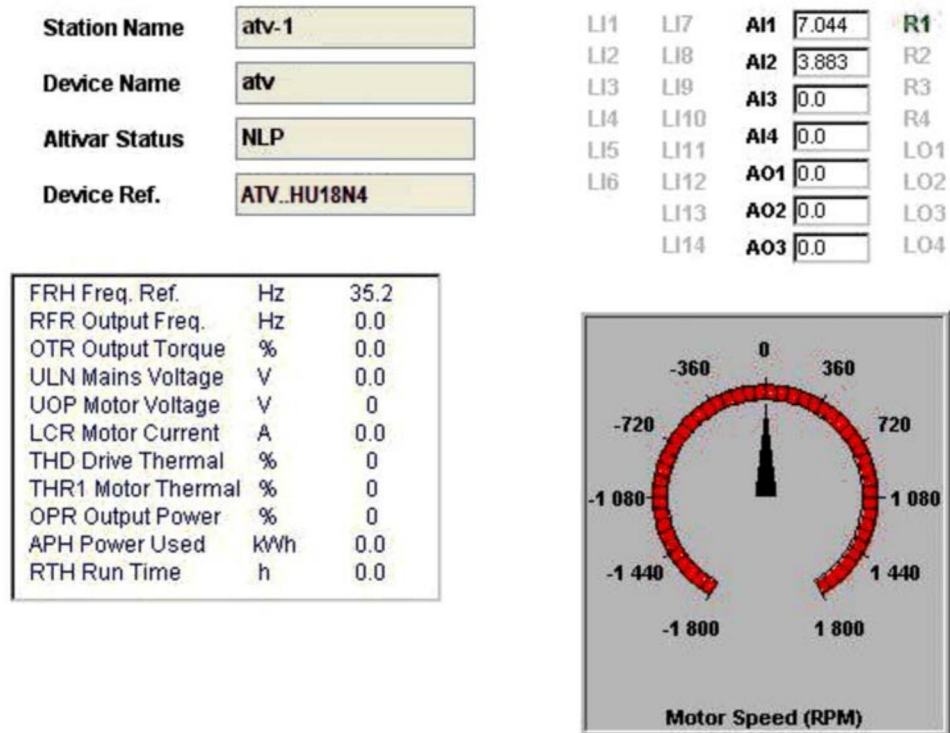 Station Name atv-1
Device Name atv
Altivar Status NLP
Device Ref. ATV..HU18N4
LI1 LI7 AI1 7.044 R1
LI2 LI8 AI2 3.883 R2
LI3 LI9 AI3 0.0 R3
LI4 LI10 AI4 0.0 R4
LI5 LI11 AO1 0.0 LO1
LI6 LI12 AO2 0.0 LO2
LI13 AO3 0.0 LO3
LI14 LO4
FRH Freq. Ref. Hz 35.2
RFR Output Freq. Hz 0.0
OTR Output Torque % 0.0
ULN Mains Voltage V 0.0
UOP Motor Voltage V 0
LCR Motor Current A 0.0
THD Drive Thermal % 0
THR1 Motor Thermal % 0
OPR Output Power % 0
APH Power Used kWh 0.0
RTH Run Time h 0.0
0
-360 360
-720 720
-1 080 1 080
-1 440 1 440
-1 800 1 800
Motor Speed (RPM)